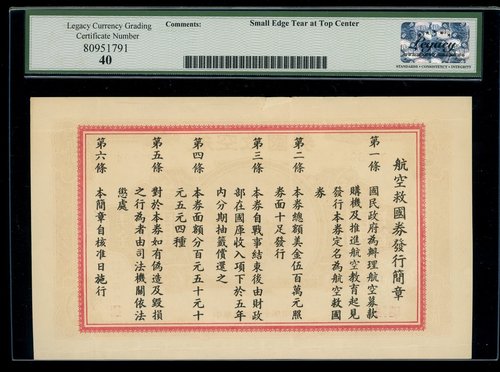 Legacy Currency Grading
Certificate Number
80951791
40
Comments:
Small Edge Tear at Top Center
Legacy
STANDARDS • CONSISTENCY • INTEGRITY
航空救國券發行簡章
第一條 國民政府為辦理航空募款
購機及推進航空教育起見
發行本券定名為航空救國
券
第二條 本券總額美金伍百萬元照
券面十足發行
第三條 本券自戰事結束後由財政
部在國庫收入項下於五年
內分期抽籤償還之
第四條 本券面額分百元五十元十
元五元四種
第五條 對於本券如有偽造及毀損
之行為者由司法機關依法
懲處
第六條 本簡章自核准日施行